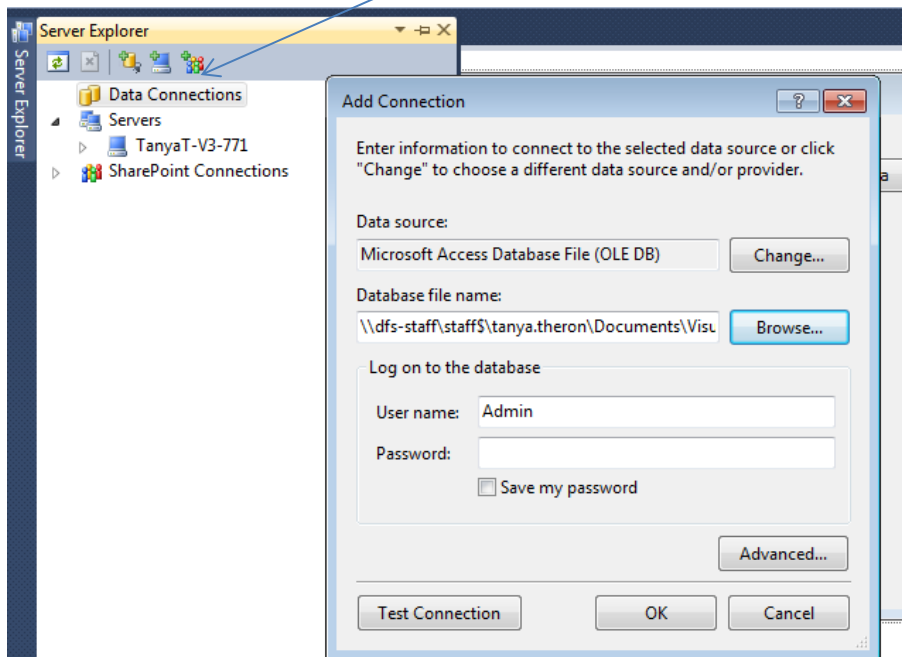 Server Explorer
Server Explorer
Data Connections
Servers
TanyaT-V3-771
SharePoint Connections
Add Connection
Enter information to connect to the selected data source or click
"Change" to choose a different data source and/or provider.
Data source:
Microsoft Access Database File (OLE DB)
Change...
Database file name:
\\dfs-staff\staff$\tanya.theron\Documents\Visu
Browse...
Log on to the database
User name:
Admin
Password:
Save my password
Advanced...
Test Connection
OK
Cancel
a